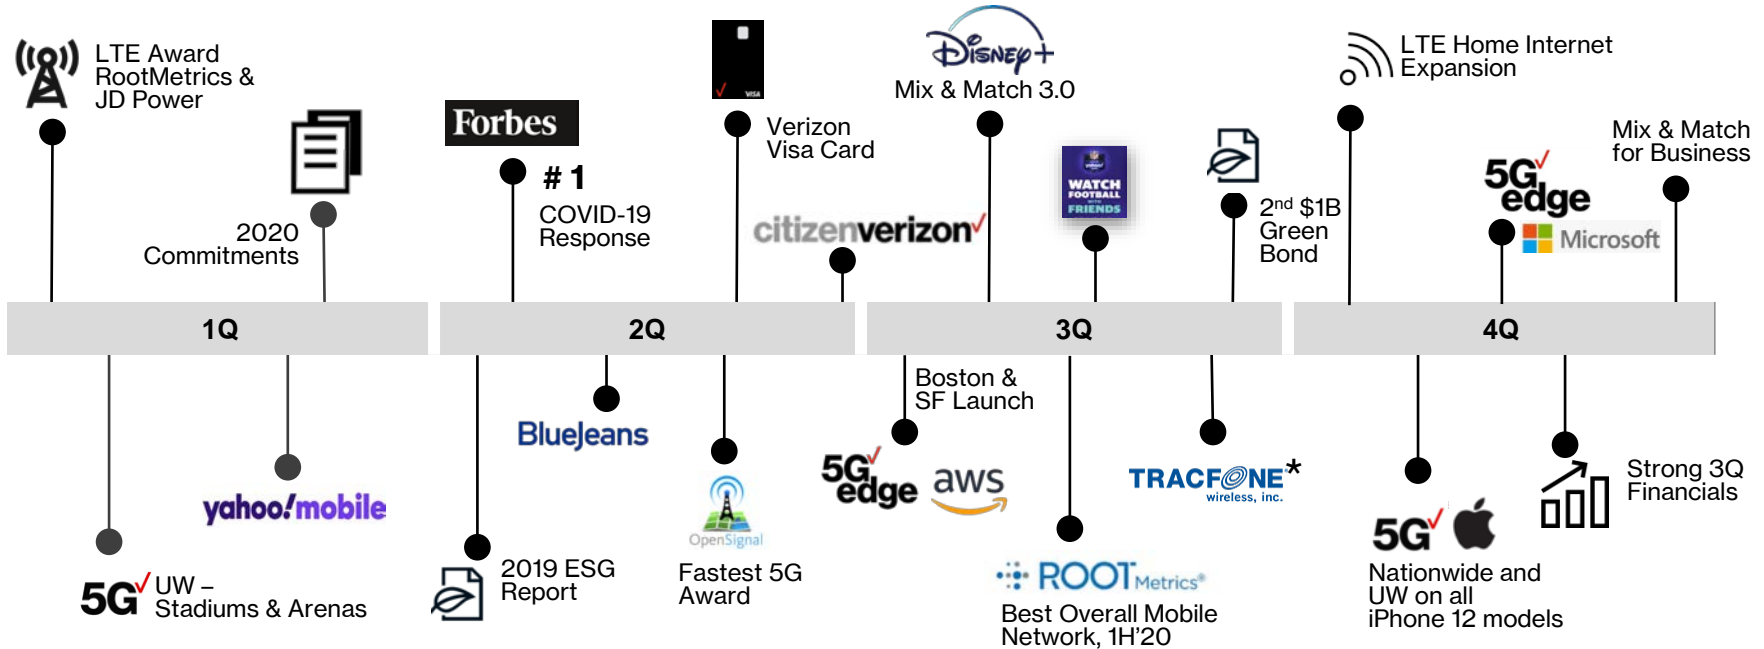 LTE Award
RootMetrics &
JD Power
2020
Commitments
Forbes
# 1
COVID-19
Response
VISA
Verizon
Visa Card
citizenverizon
Disney+
Mix & Match 3.0
WATCH
FOOTBALL
WITH
FRIENDS
2nd $1B
Green
Bond
LTE Home Internet
Expansion
5G
edge
Microsoft
Mix & Match
for Business
1Q
2Q
3Q
4Q
5G UW –
Stadiums & Arenas
yahoo!mobile
2019 ESG
Report
BlueJeans
OpenSignal
Fastest 5G
Award
Boston &
SF Launch
5G
edge
aws
ROOT Metrics®
Best Overall Mobile
Network, 1H'20
TRACFONE*
wireless, inc.
5G
Nationwide and
UW on all
iPhone 12 models
Strong 3Q
Financials